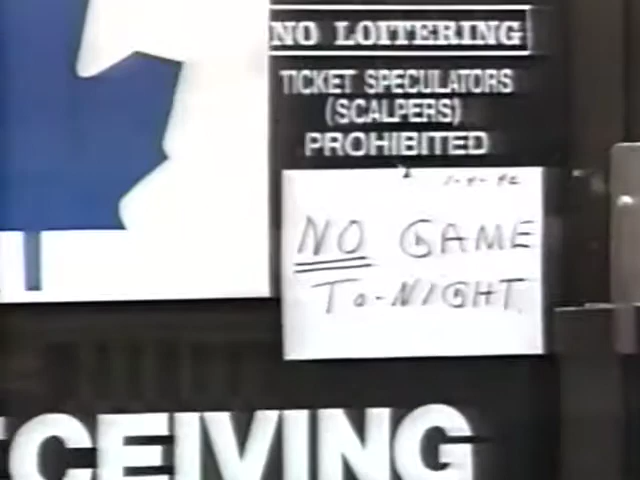 NO LOITERING
TICKET SPECULATORS
(SCALPERS)
PROHIBITED
NO GAME
TO-NIGHT
CEIVING